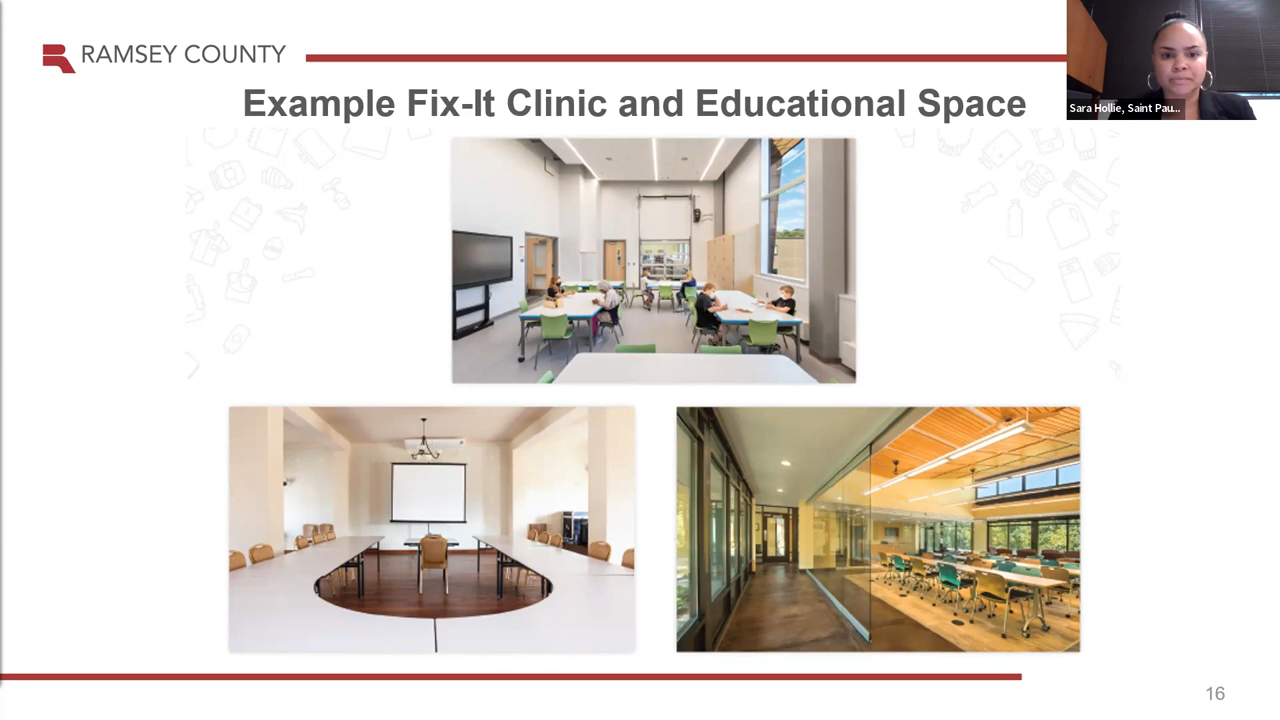 RAMSEY COUNTY
Example Fix-It Clinic and Educational Space
Sara Hollie, Saint Pau...
16